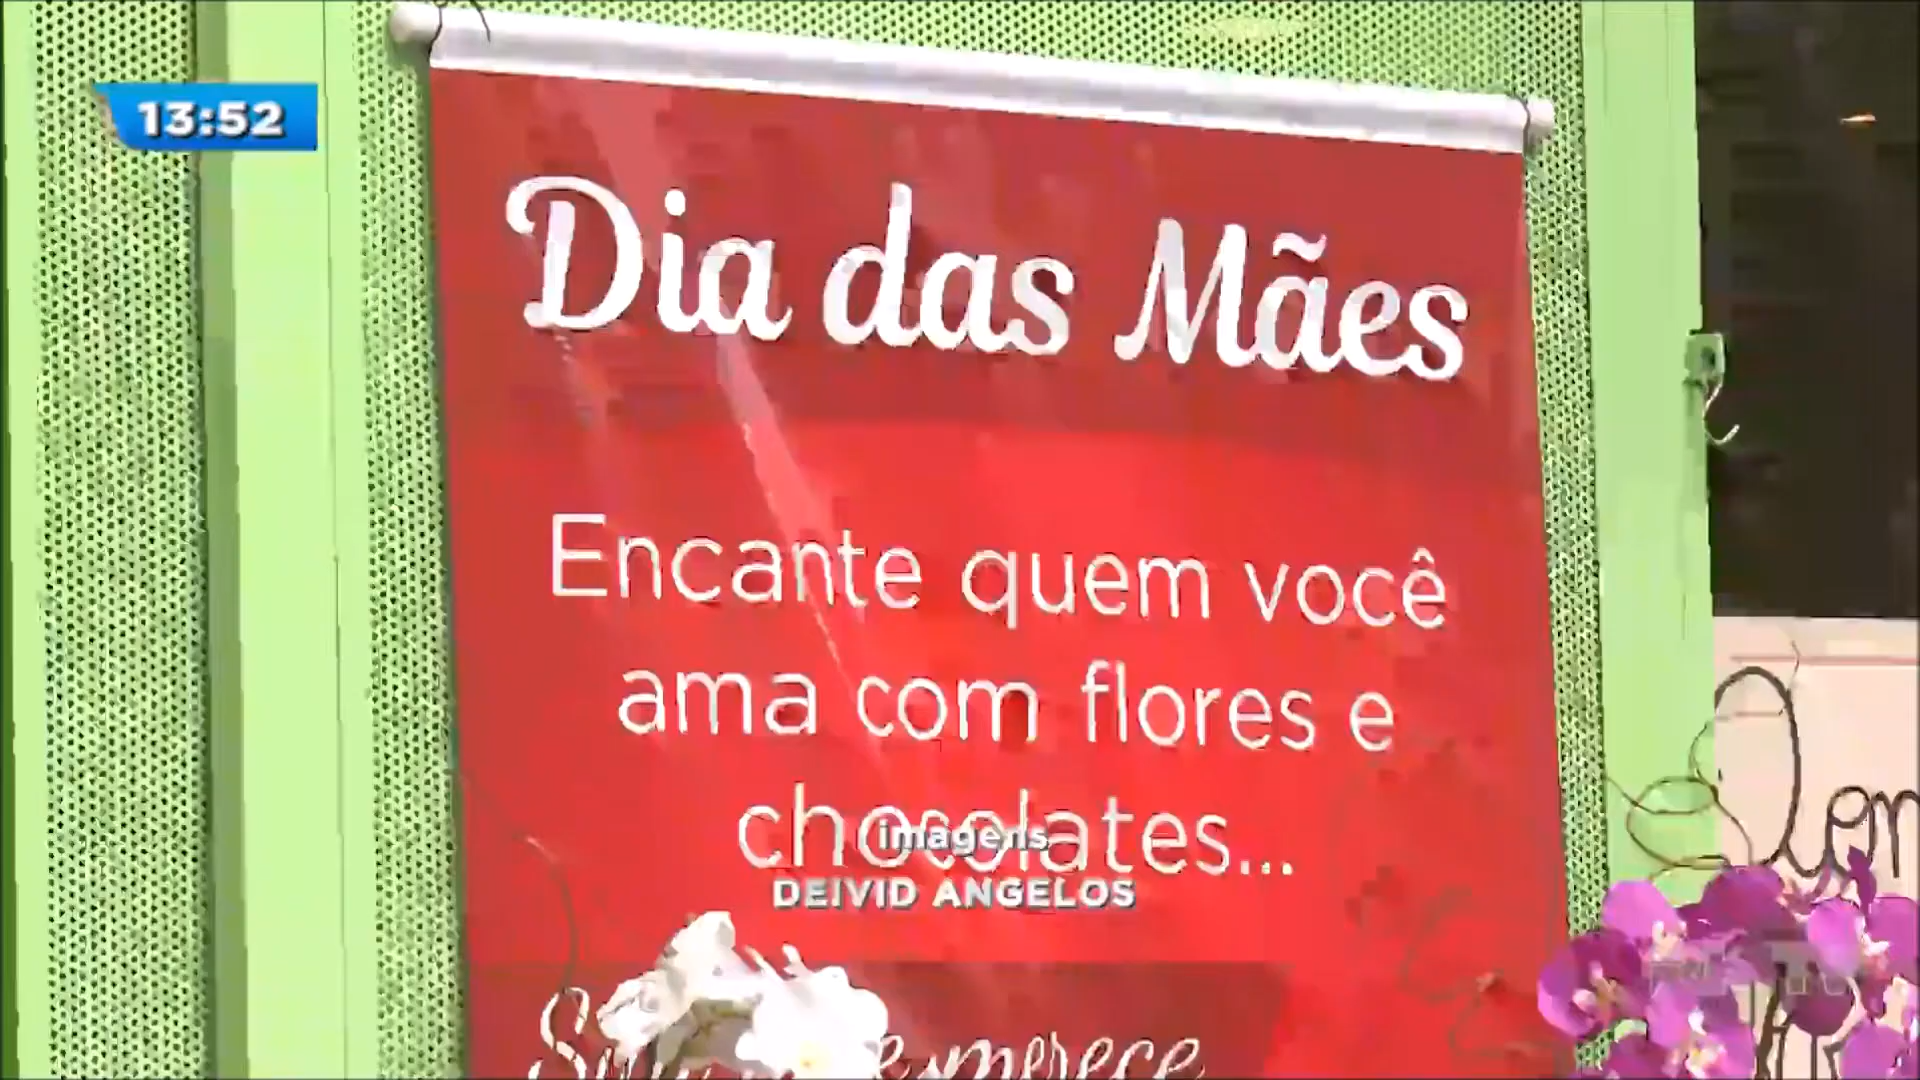 13:52
Dia das Mães
Encante quem você
ama com flores e
chocolates...
imagens
DEIVID ANGELOS
merece